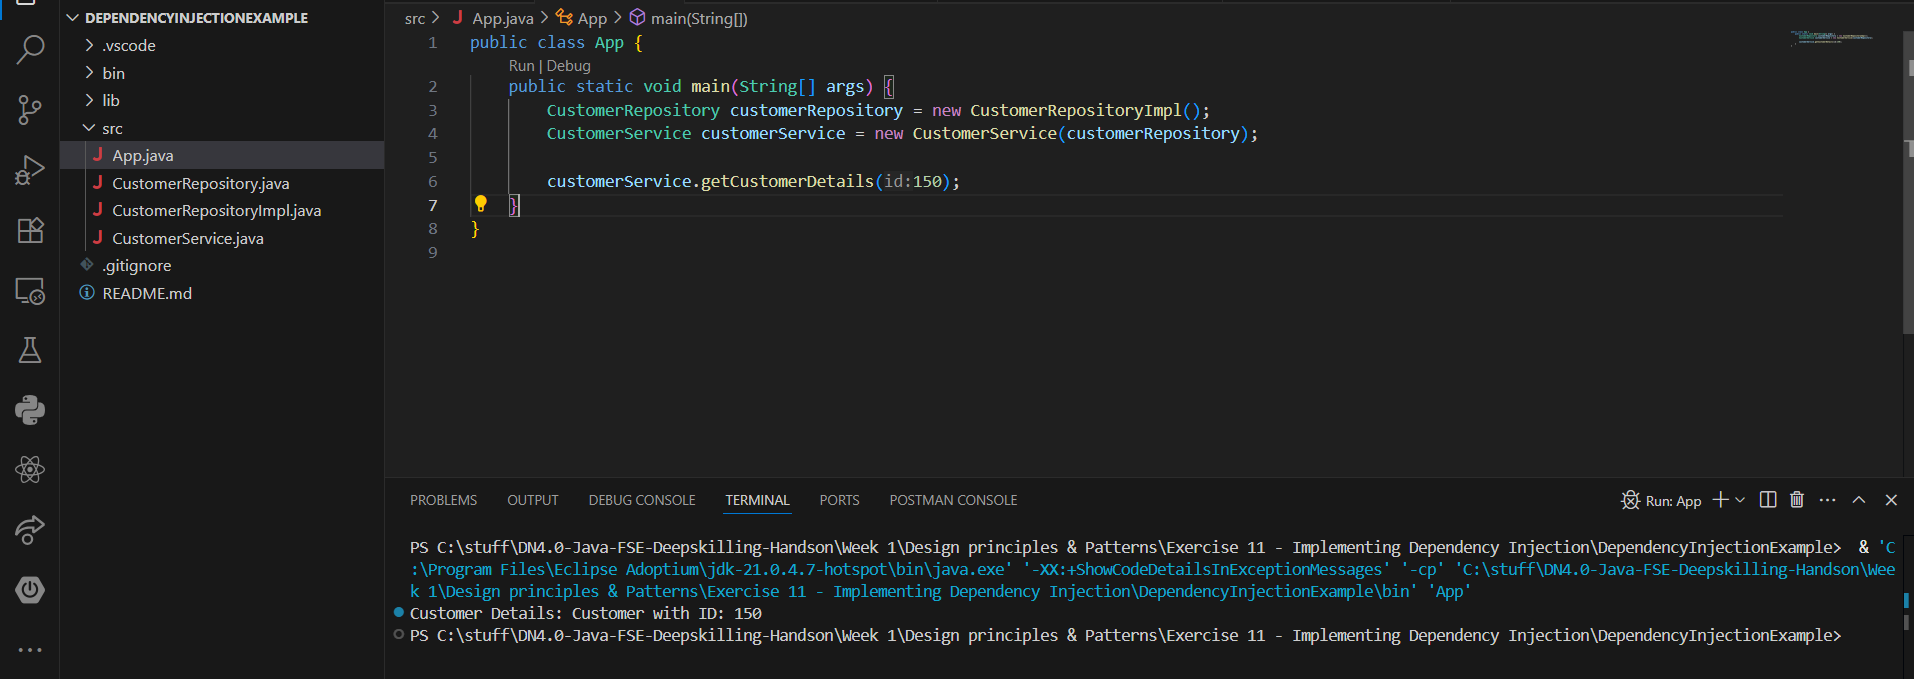 DEPENDENCYINJECTIONEXAMPLE
.vscode
bin
lib
src
App.java
CustomerRepository.java
CustomerRepositoryImpl.java
CustomerService.java
.gitignore
README.md
src > App.java > App > main(String[])
1 public class App {
Run | Debug
2 public static void main(String[] args) {
3 CustomerRepository customerRepository = new CustomerRepositoryImpl();
4 CustomerService customerService = new CustomerService(customerRepository);
5
6 customerService.getCustomerDetails(id:150);
7 }
8 }
9
PROBLEMS OUTPUT DEBUG CONSOLE TERMINAL PORTS POSTMAN CONSOLE
Run: App
PS C:\stuff\DN4.0-Java-FSE-Deepskilling-Handson\Week 1\Design principles & Patterns\Exercise 11 - Implementing Dependency Injection\DependencyInjectionExample>  & 'C
:\Program Files\Eclipse Adoptium\jdk-21.0.4.7-hotspot\bin\java.exe' '-XX:+ShowCodeDetailsInExceptionMessages' '-cp' 'C:\stuff\DN4.0-Java-FSE-Deepskilling-Handson\Wee
k 1\Design principles & Patterns\Exercise 11 - Implementing Dependency Injection\DependencyInjectionExample\bin' 'App'
Customer Details: Customer with ID: 150
PS C:\stuff\DN4.0-Java-FSE-Deepskilling-Handson\Week 1\Design principles & Patterns\Exercise 11 - Implementing Dependency Injection\DependencyInjectionExample>